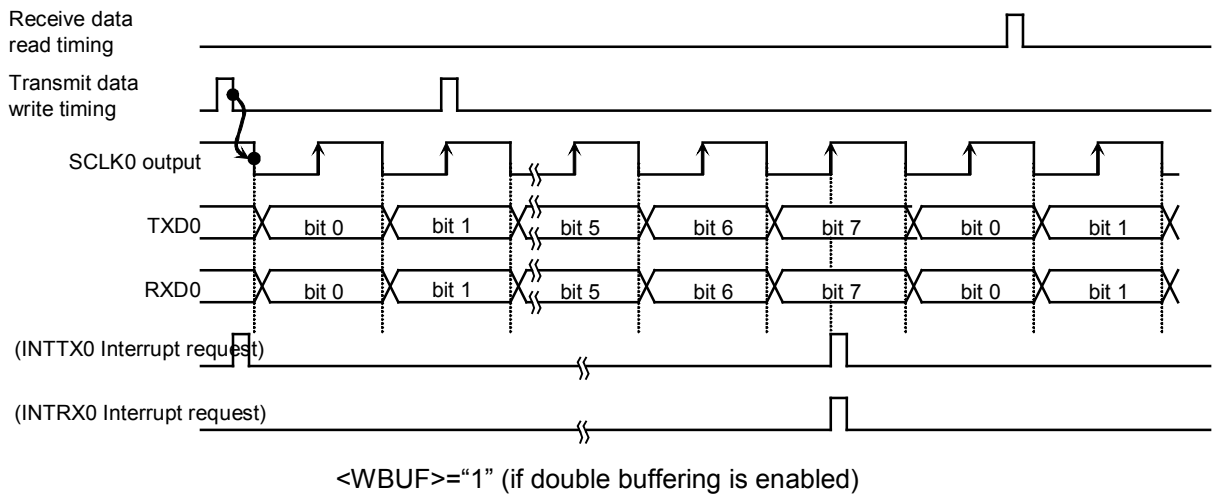 Receive data
read timing
Transmit data
write timing
SCLK0 output
TXD0 bit 0 bit 1 bit 5 bit 6 bit 7 bit 0 bit 1
RXD0 bit 0 bit 1 bit 5 bit 6 bit 7 bit 0 bit 1
(INTTX0 Interrupt request)
(INTRX0 Interrupt request)
<WBUF>=“1” (if double buffering is enabled)